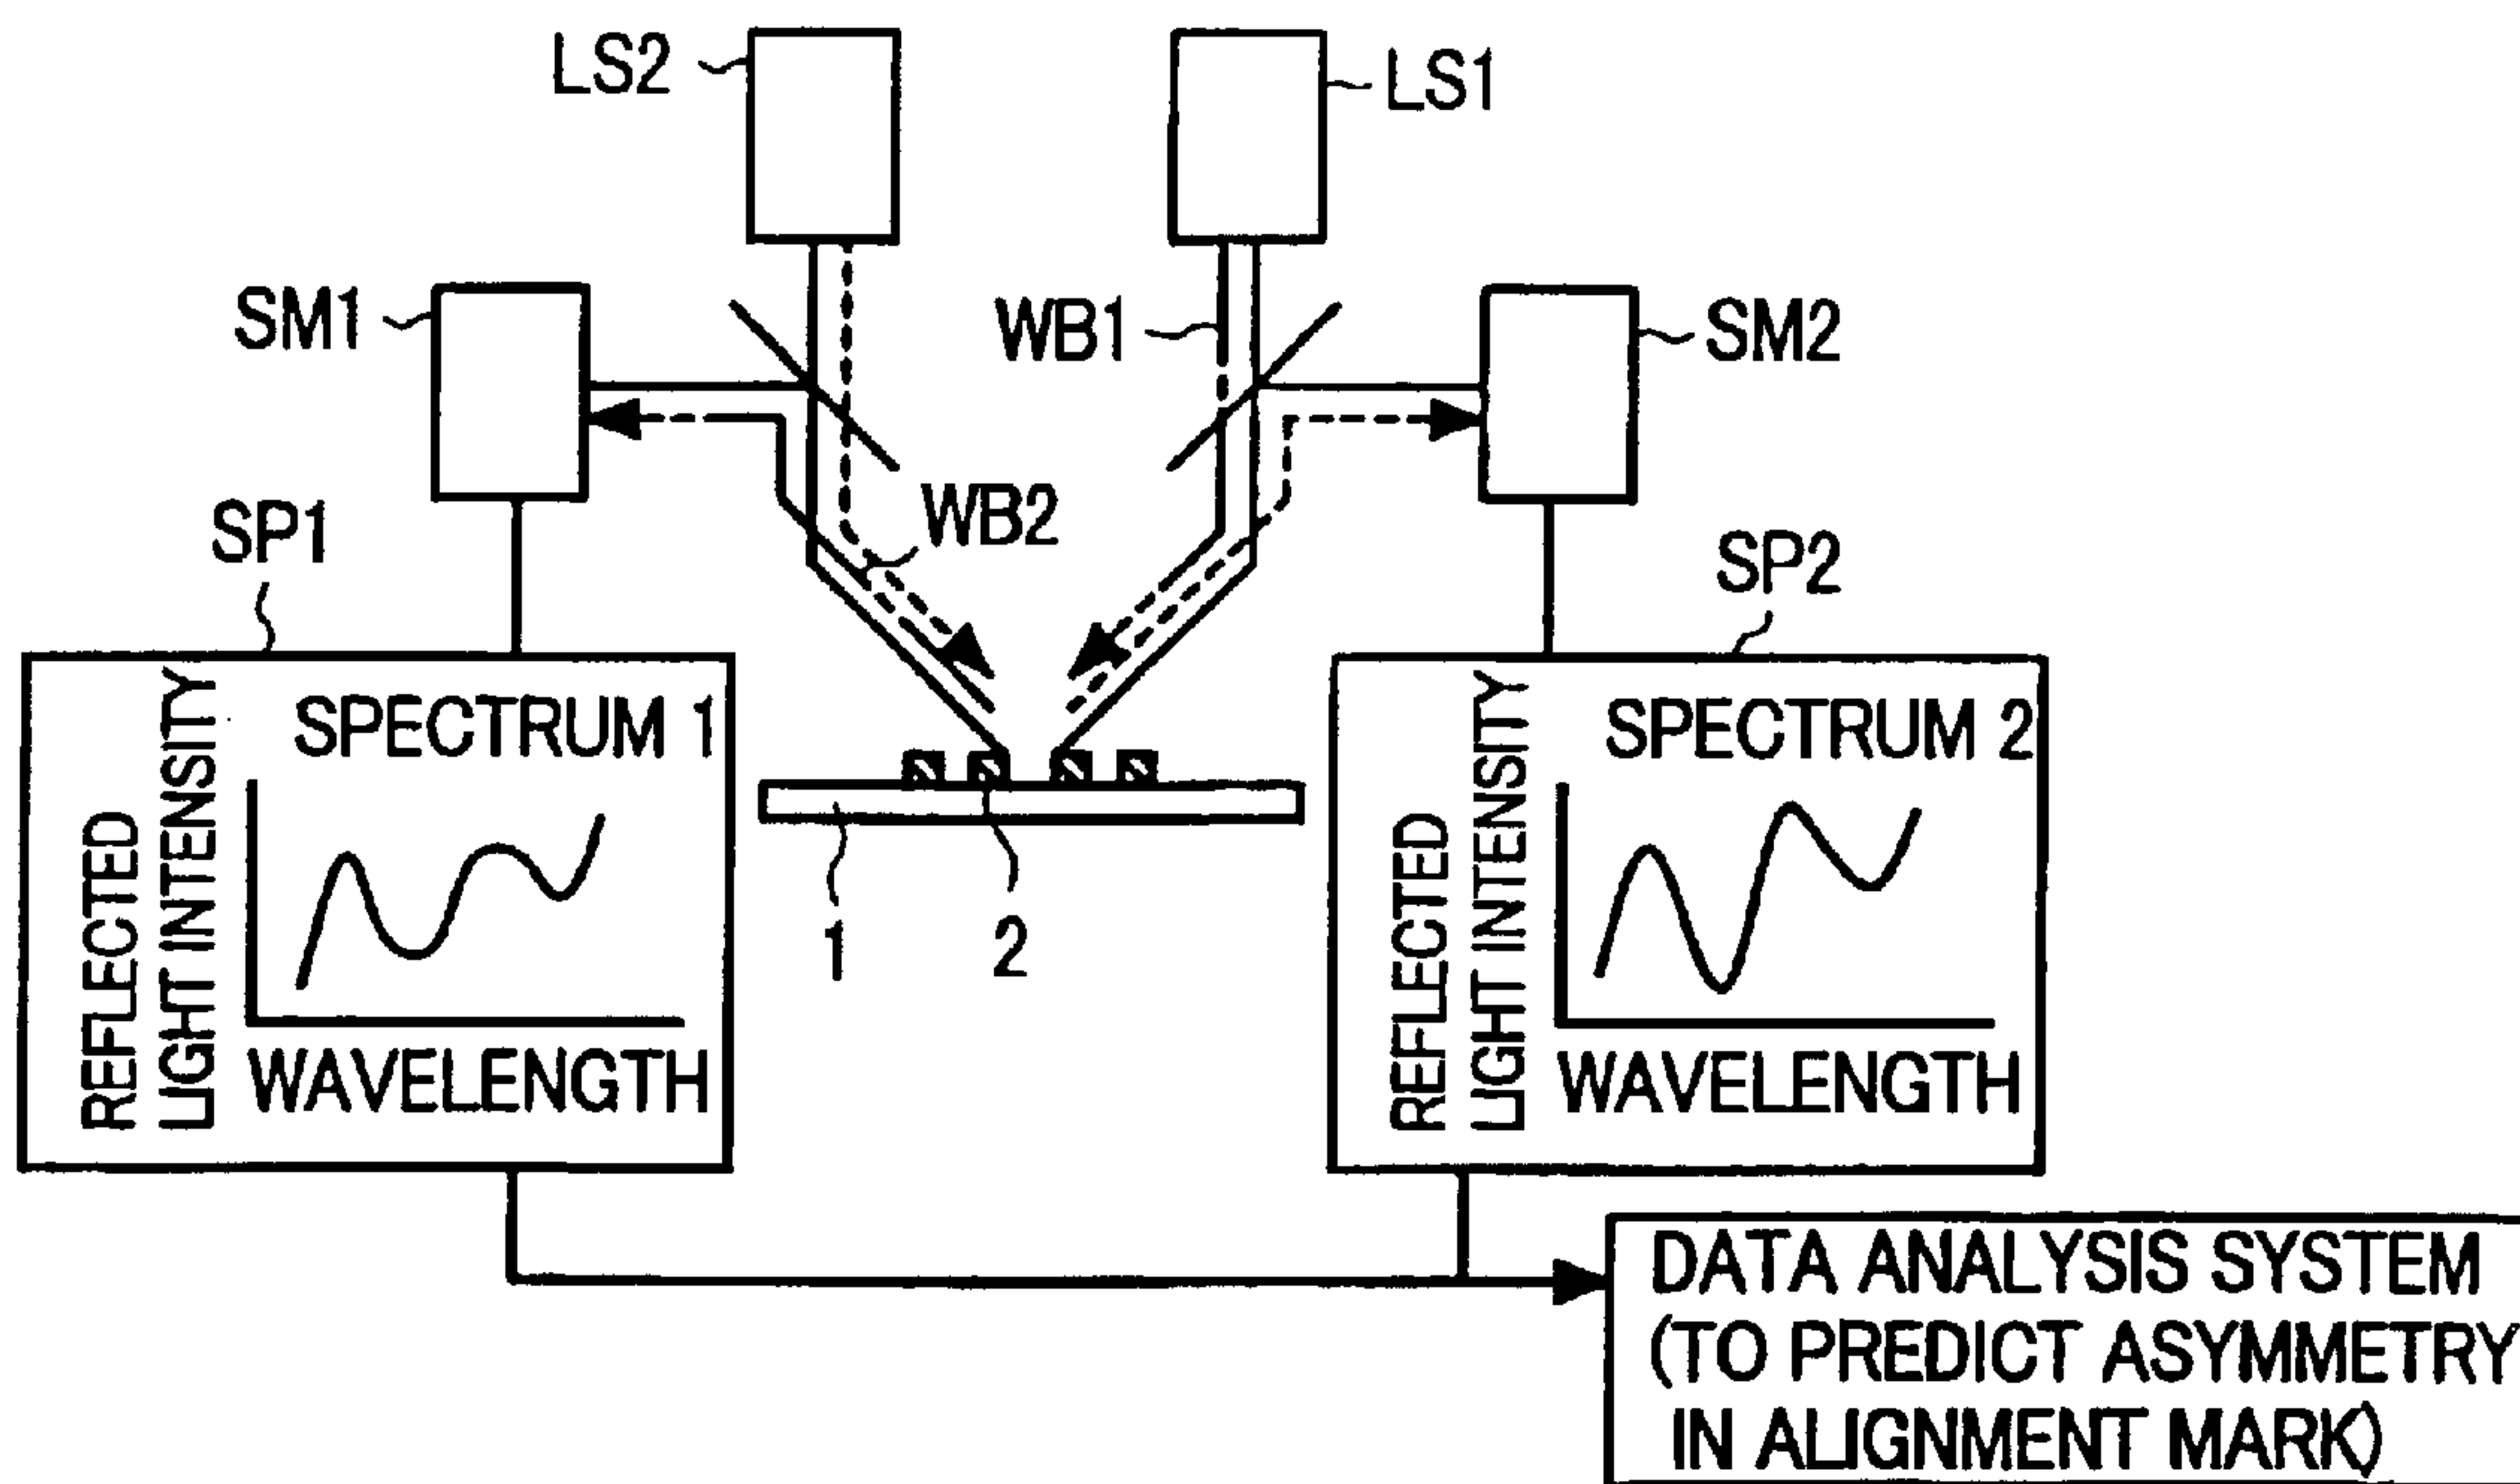 LS2
LS1
SM1
WB1
SM2
WB2
SP1
SP2
SPECTRUM 1
REFLECTED
LIGHT INTENSITY
WAVELENGTH
1
2
SPECTRUM 2
REFLECTED
LIGHT INTENSITY
WAVELENGTH
DATA ANALYSIS SYSTEM
(TO PREDICT ASYMMETRY
IN ALIGNMENT MARK)